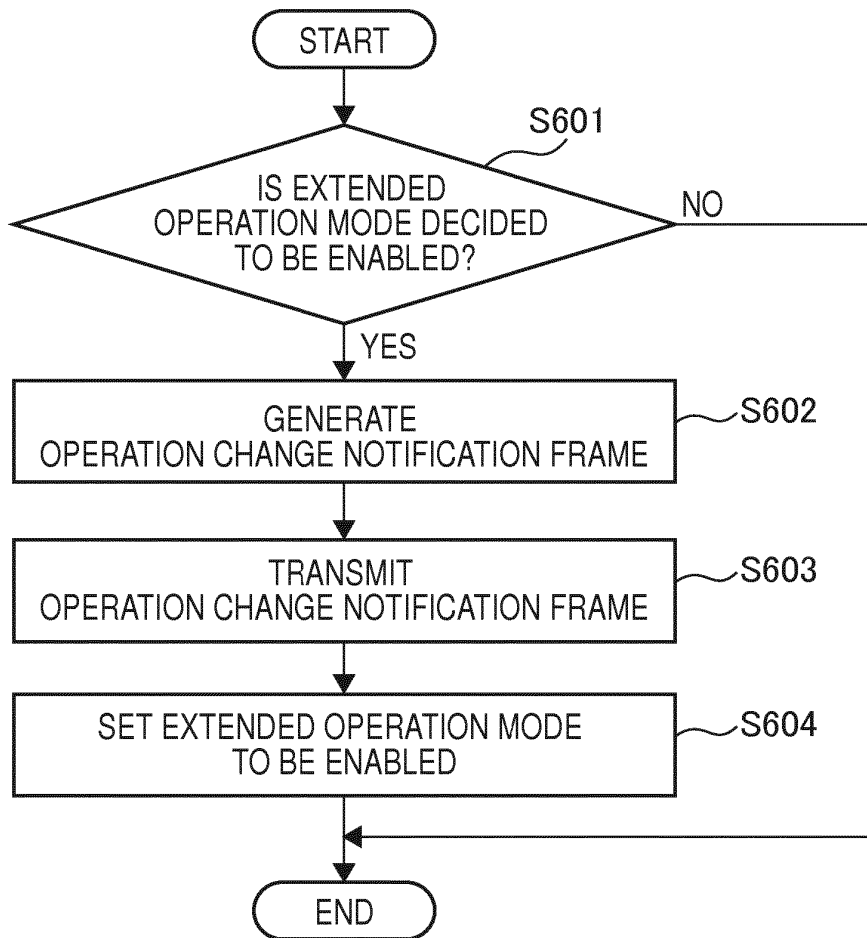 START
S601
IS EXTENDED
OPERATION MODE DECIDED
TO BE ENABLED?
NO
YES
GENERATE
OPERATION CHANGE NOTIFICATION FRAME
S602
TRANSMIT
OPERATION CHANGE NOTIFICATION FRAME
S603
SET EXTENDED OPERATION MODE
TO BE ENABLED
S604
END